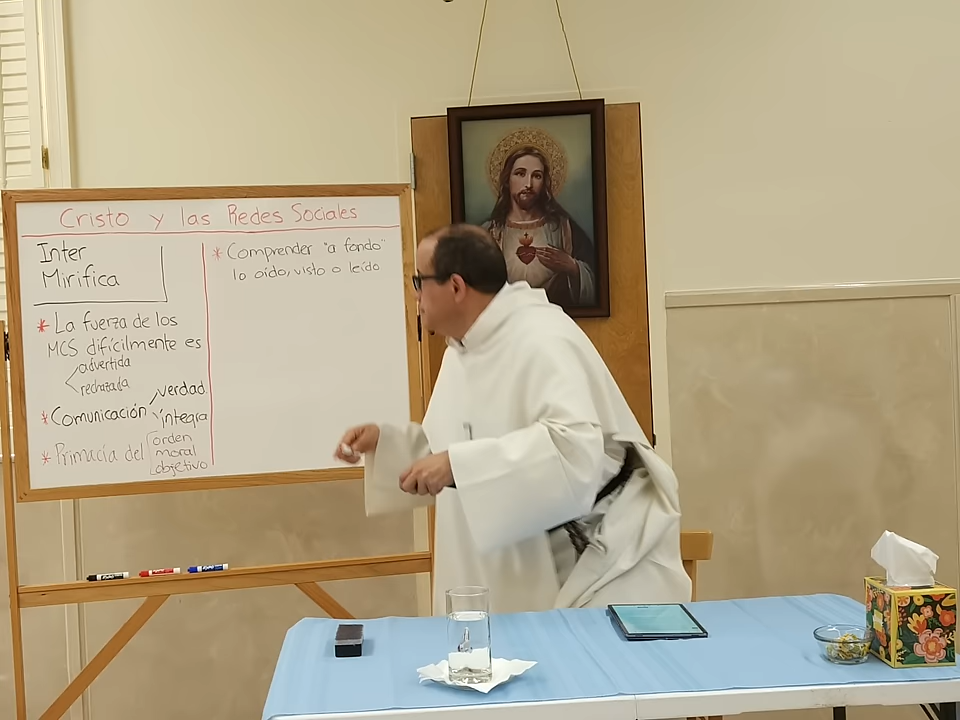 Cristo y las Redes Sociales
Inter
Mirifica
* La fuerza de los
MCS difícilmente es
advertida
rechazada
* Comunicación
verdad
íntegra
* Primacía del
orden
moral
objetivo
* Comprender "a fondo"
lo oído, visto o leído